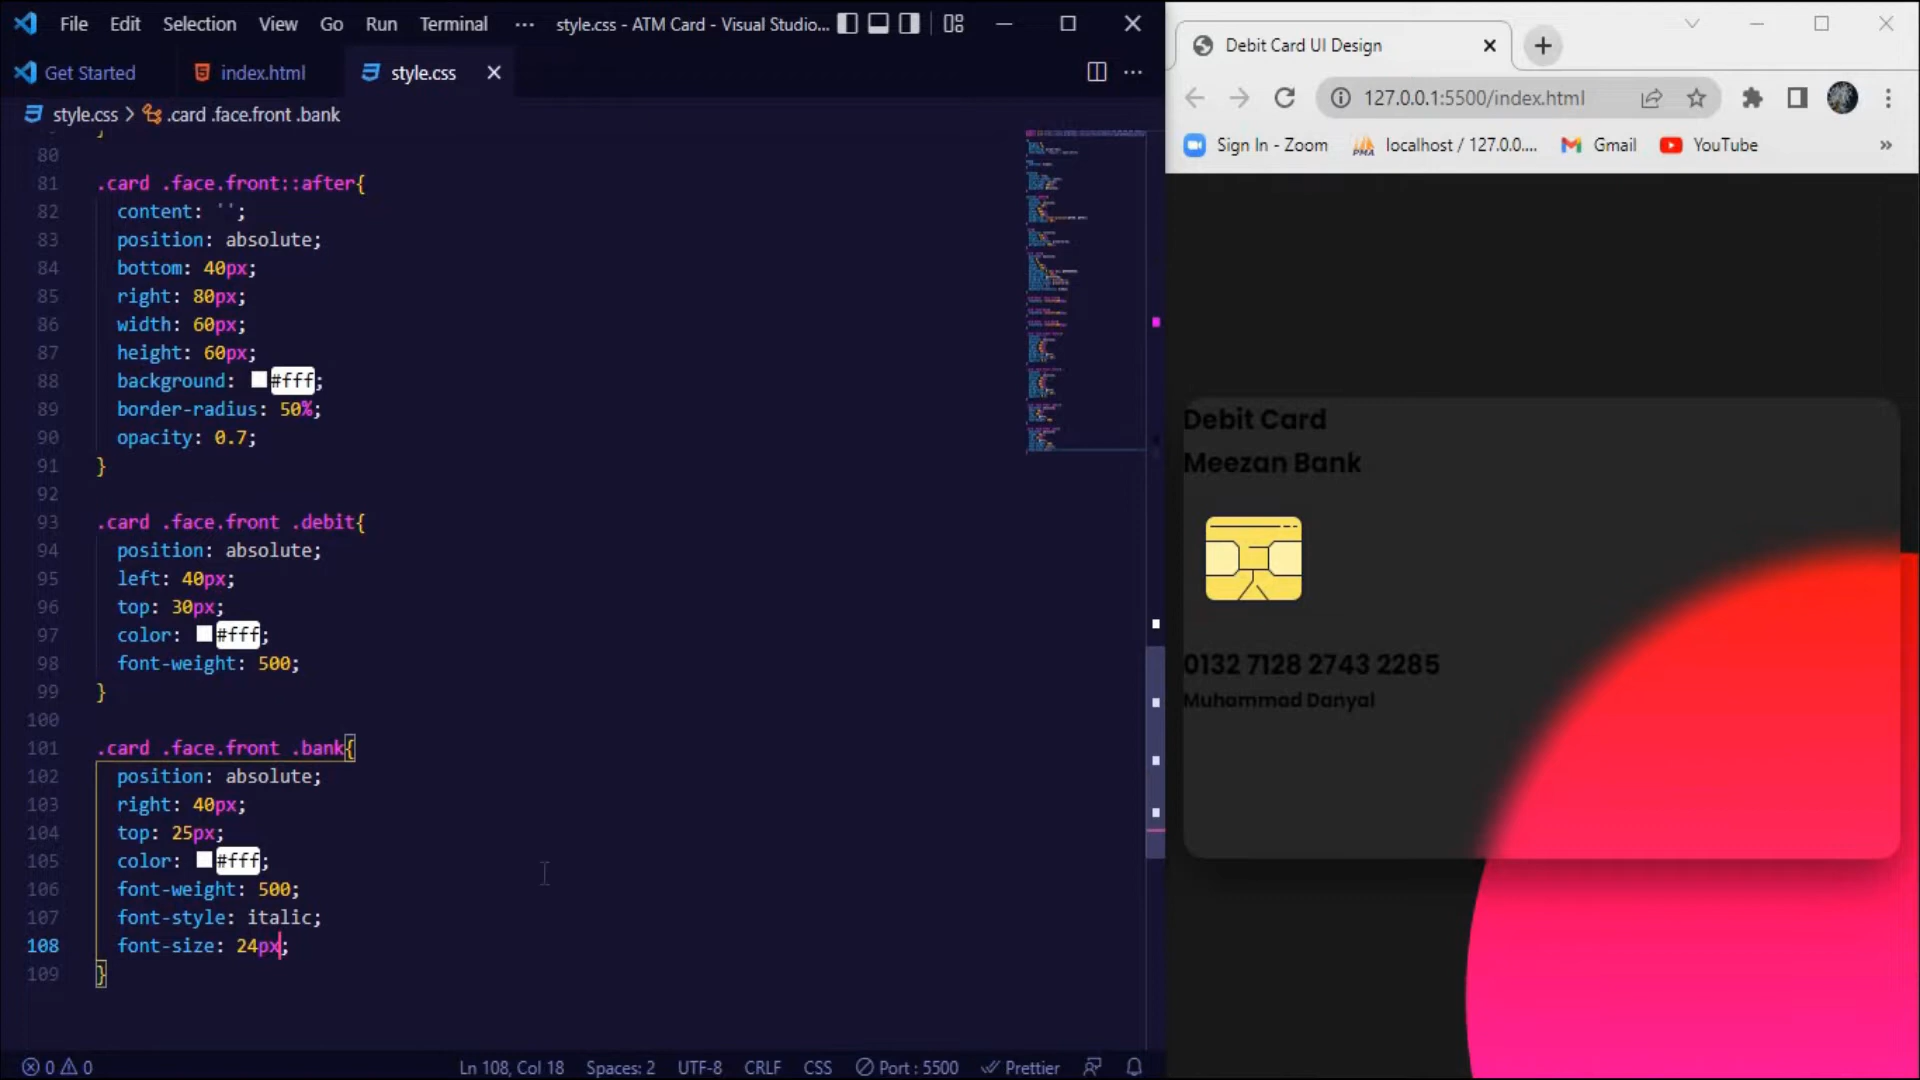 File Edit Selection View Go Run Terminal ··· style.css - ATM Card - Visual Studio...
Get Started index.html style.css
style.css > .card .face.front .bank
}
80
81 .card .face.front::after{
82 content: '';
83 position: absolute;
84 bottom: 40px;
85 right: 80px;
86 width: 60px;
87 height: 60px;
88 background: #fff;
89 border-radius: 50%;
90 opacity: 0.7;
91 }
92
93 .card .face.front .debit{
94 position: absolute;
95 left: 40px;
96 top: 30px;
97 color: #fff;
98 font-weight: 500;
99 }
100
101 .card .face.front .bank{
102 position: absolute;
103 right: 40px;
104 top: 25px;
105 color: #fff;
106 font-weight: 500;
107 font-style: italic;
108 font-size: 24px;
109 }
0 0 Ln 108, Col 18 Spaces: 2 UTF-8 CRLF CSS Port : 5500 Prettier
Debit Card UI Design
127.0.0.1:5500/index.html
Sign In - Zoom localhost / 127.0.0.... Gmail YouTube »
Debit Card
Meezan Bank
0132 7128 2743 2285
Muhammad Danyal